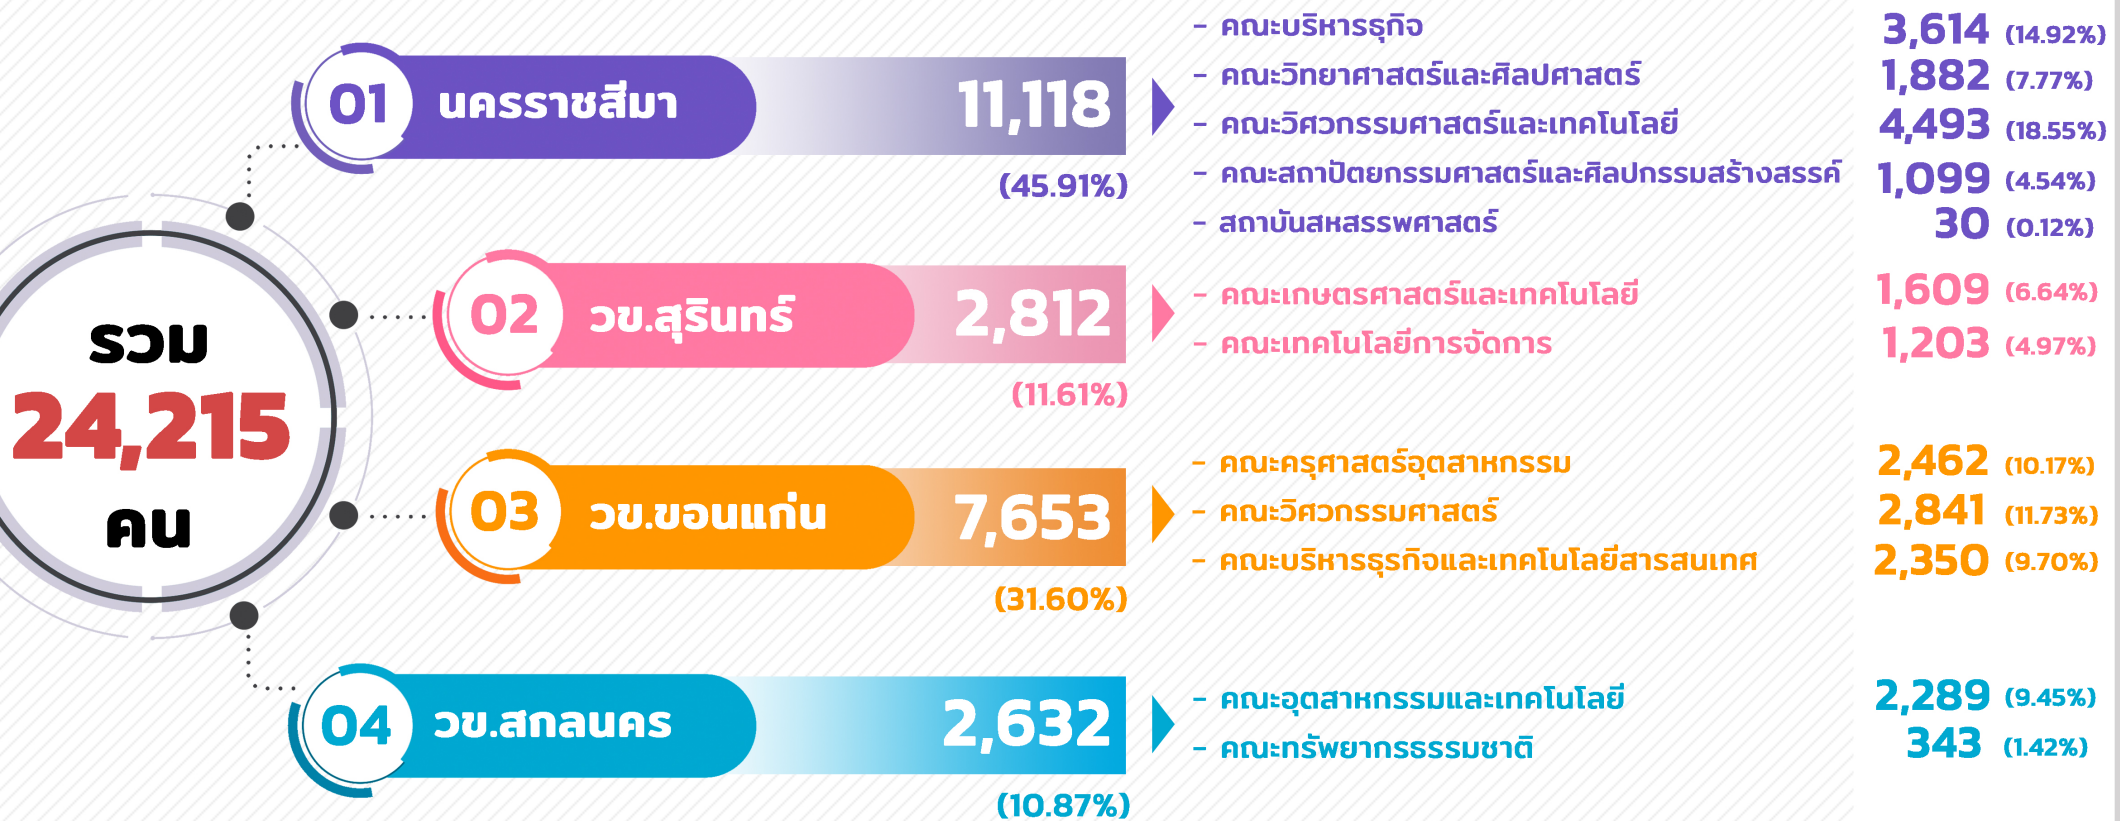 รวม
24,215
คน
01 นครราชสีมา 11,118
(45.91%)
- คณะบริหารธุกิจ 3,614 (14.92%)
- คณะวิทยาศาสตร์และศิลปศาสตร์ 1,882 (7.77%)
- คณะวิศวกรรมศาสตร์และเทคโนโลยี 4,493 (18.55%)
- คณะสถาปัตยกรรมศาสตร์และศิลปกรรมสร้างสรรค์ 1,099 (4.54%)
- สถาบันสหสรรพศาสตร์ 30 (0.12%)
02 วข.สุรินทร์ 2,812
(11.61%)
- คณะเกษตรศาสตร์และเทคโนโลยี 1,609 (6.64%)
- คณะเทคโนโลยีการจัดการ 1,203 (4.97%)
03 วข.ขอนแก่น 7,653
(31.60%)
- คณะครุศาสตร์อุตสาหกรรม 2,462 (10.17%)
- คณะวิศวกรรมศาสตร์ 2,841 (11.73%)
- คณะบริหารธุรกิจและเทคโนโลยีสารสนเทศ 2,350 (9.70%)
04 วข.สกลนคร 2,632
(10.87%)
- คณะอุตสาหกรรมและเทคโนโลยี 2,289 (9.45%)
- คณะทรัพยากรธรรมชาติ 343 (1.42%)